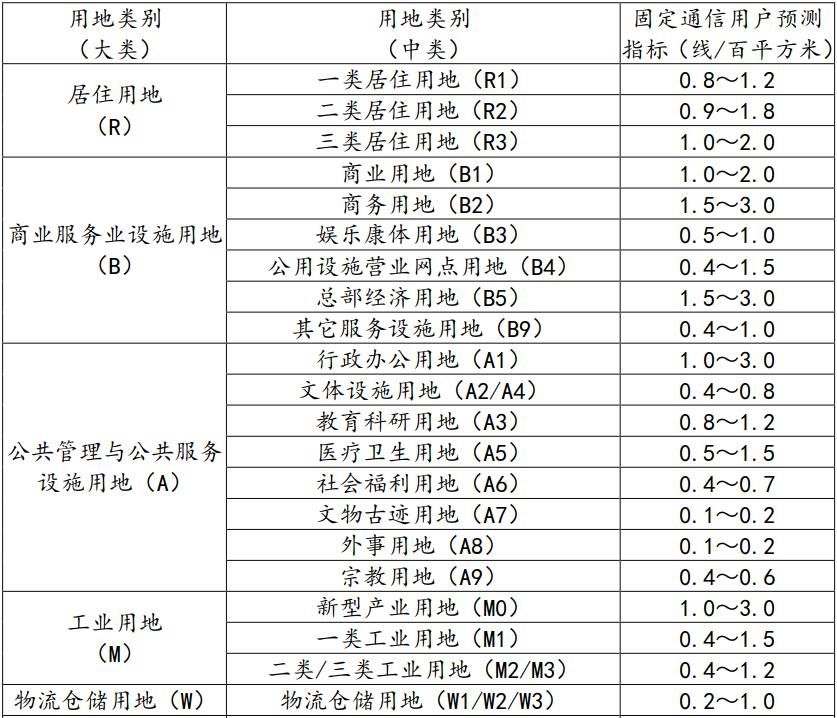 用地类别 用地类别 固定通信用户预测
（大类） （中类） 指标（线/百平方米）
居住用地 一类居住用地（R1） 0.8～1.2
（R） 二类居住用地（R2） 0.9～1.8
三类居住用地（R3） 1.0～2.0
商业服务业设施用地 商业用地（B1） 1.0～2.0
（B） 商务用地（B2） 1.5～3.0
娱乐康体用地（B3） 0.5～1.0
公用设施营业网点用地（B4） 0.4～1.5
总部经济用地（B5） 1.5～3.0
其它服务设施用地（B9） 0.4～1.0
公共管理与公共服务 行政办公用地（A1） 1.0～3.0
设施用地（A） 文体设施用地（A2/A4） 0.4～0.8
教育科研用地（A3） 0.8～1.2
医疗卫生用地（A5） 0.5～1.5
社会福利用地（A6） 0.4～0.7
文物古迹用地（A7） 0.1～0.2
外事用地（A8） 0.1～0.2
宗教用地（A9） 0.4～0.6
工业用地 新型产业用地（M0） 1.0～3.0
（M） 一类工业用地（M1） 0.4～1.5
二类/三类工业用地（M2/M3） 0.4～1.2
物流仓储用地（W） 物流仓储用地（W1/W2/W3） 0.2～1.0